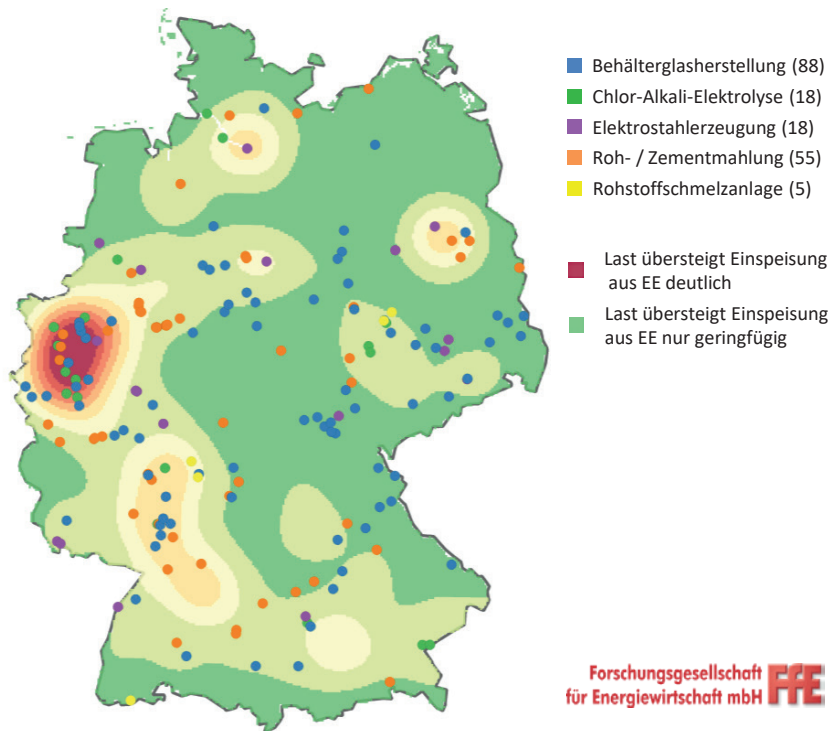 Behälterglasherstellung (88)
Chlor-Alkali-Elektrolyse (18)
Elektrostahlerzeugung (18)
Roh- / Zementmahlung (55)
Rohstoffschmelzanlage (5)
Last übersteigt Einspeisung
aus EE deutlich
Last übersteigt Einspeisung
aus EE nur geringfügig
Forschungsgesellschaft
für Energiewirtschaft mbH FfE